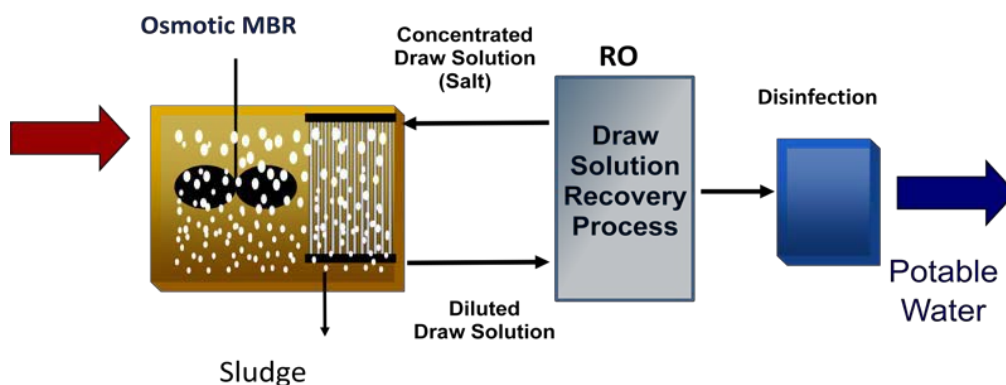 Osmotic MBR
Concentrated
Draw Solution
(Salt)
RO
Disinfection
Draw
Solution
Recovery
Process
Diluted
Draw Solution
Sludge
Potable
Water